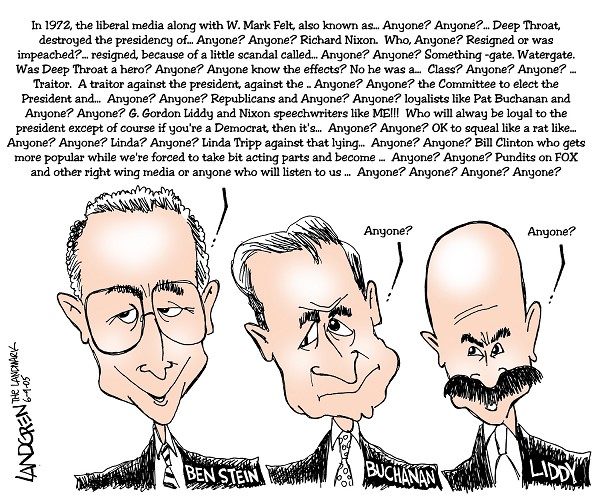 In 1972, the liberal media along with W. Mark Felt, also known as... Anyone? Anyone?... Deep Throat,
destroyed the presidency of... Anyone? Anyone? Richard Nixon. Who, Anyone? Resigned or was
impeached?... resigned, because of a little scandal called... Anyone? Anyone? Something -gate. Watergate.
Was Deep Throat a hero? Anyone? Anyone know the effects? No he was a... Class? Anyone? Anyone? ...
Traitor. A traitor against the president, against the .. Anyone? Anyone? the Committee to elect the
President and... Anyone? Anyone? Republicans and Anyone? Anyone? loyalists like Pat Buchanan and
Anyone? Anyone? G. Gordon Liddy and Nixon speechwriters like ME!!! Who will alway be loyal to the
president except of course if you're a Democrat, then it's... Anyone? Anyone? OK to squeal like a rat like...
Anyone? Anyone? Linda? Anyone? Linda Tripp against that lying... Anyone? Anyone? Bill Clinton who gets
more popular while we're forced to take bit acting parts and become ... Anyone? Anyone? Pundits on FOX
and other right wing media or anyone who will listen to us ... Anyone? Anyone? Anyone? Anyone?
Anyone?
Anyone?
LANDGREN
THE LANDMARK
6-9-05
BEN STEIN
BUCHANAN
LIDDY